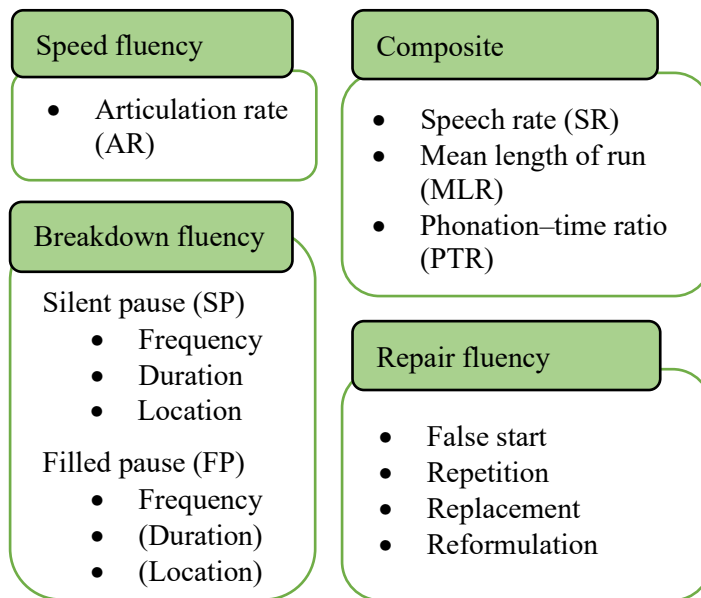 Speed fluency
• Articulation rate
(AR)
Breakdown fluency
Silent pause (SP)
• Frequency
• Duration
• Location
Filled pause (FP)
• Frequency
• (Duration)
• (Location)
Composite
• Speech rate (SR)
• Mean length of run
(MLR)
• Phonation–time ratio
(PTR)
Repair fluency
• False start
• Repetition
• Replacement
• Reformulation